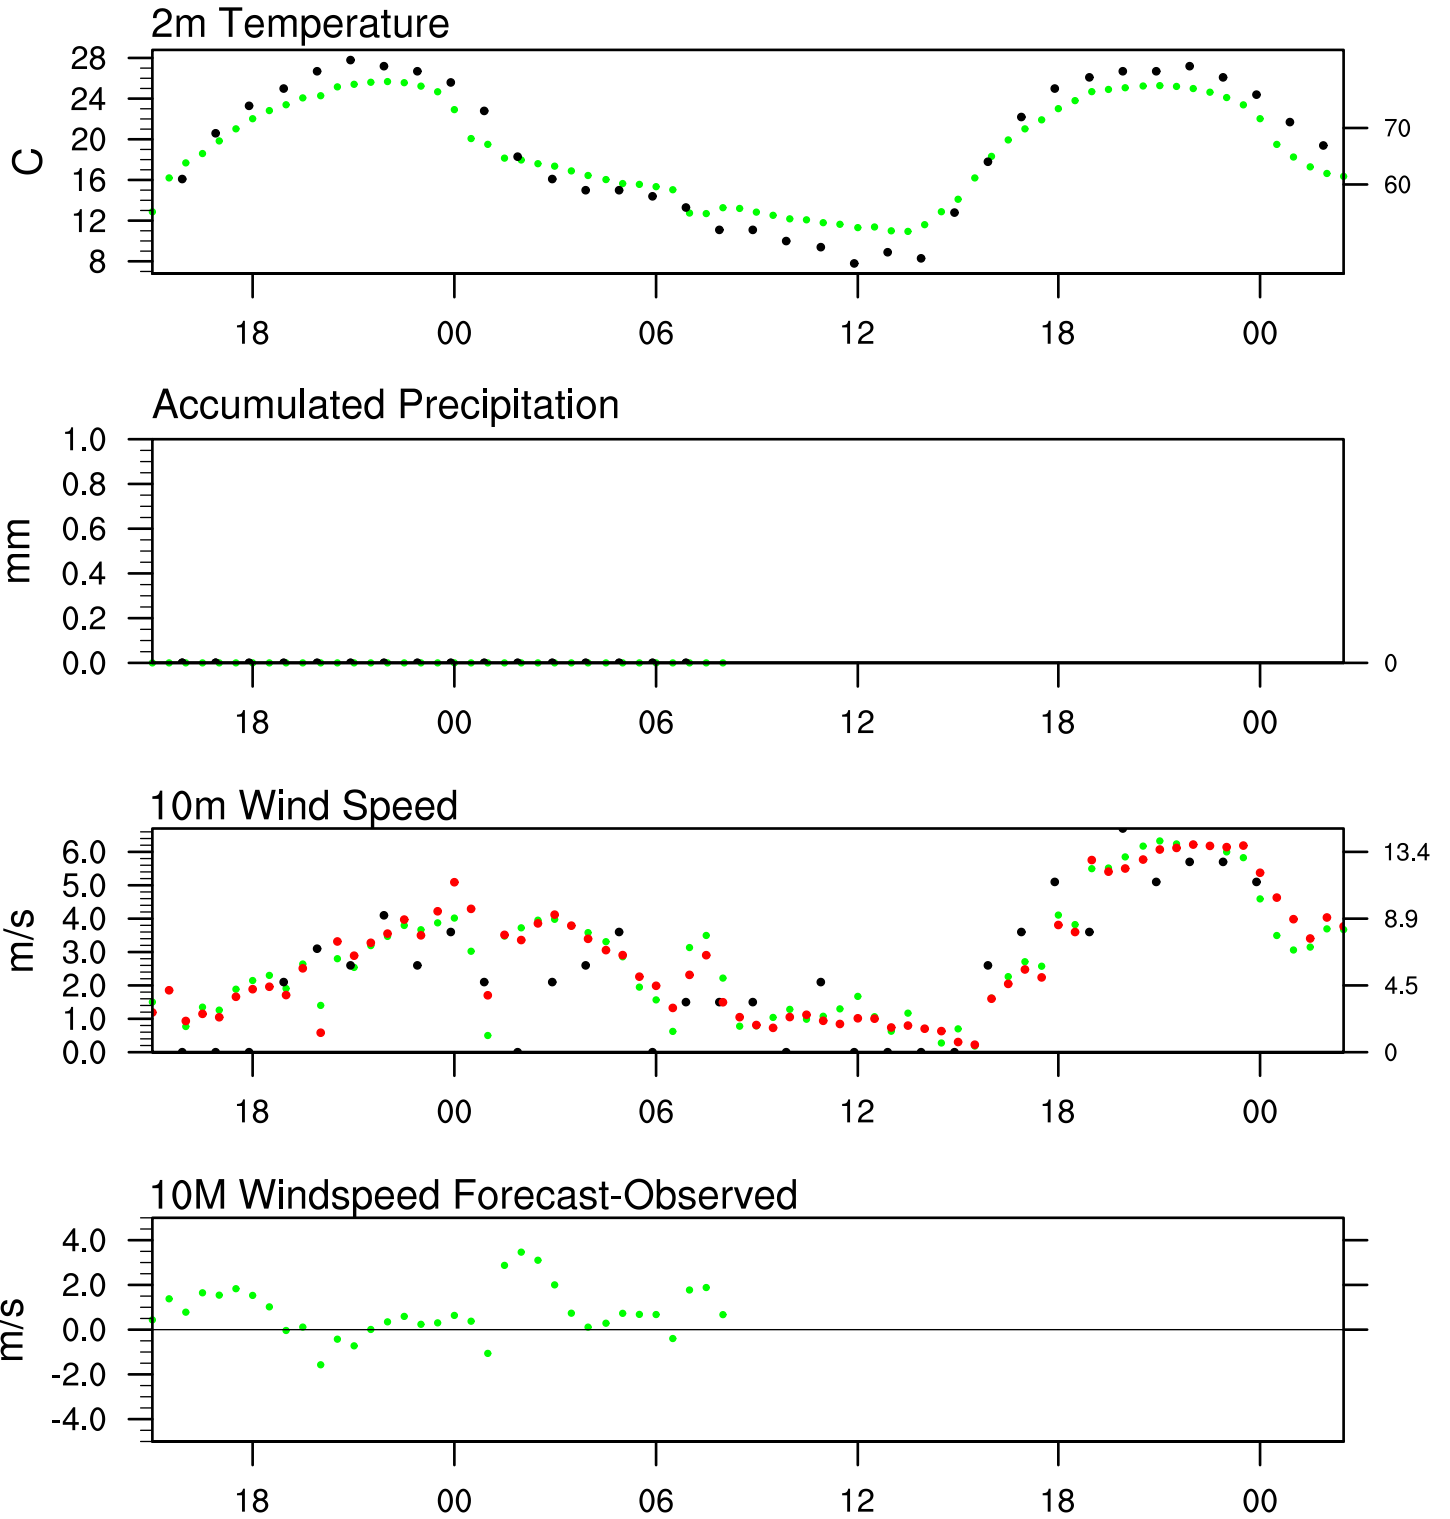 2m Temperature
28
24
20
16
12
8
C
70
60
18 00 06 12 18 00
Accumulated Precipitation
1.0
0.8
0.6
0.4
0.2
0.0
mm
0
18 00 06 12 18 00
10m Wind Speed
6.0
5.0
4.0
3.0
2.0
1.0
0.0
m/s
13.4
8.9
4.5
0
18 00 06 12 18 00
10M Windspeed Forecast-Observed
4.0
2.0
0.0
-2.0
-4.0
m/s
18 00 06 12 18 00